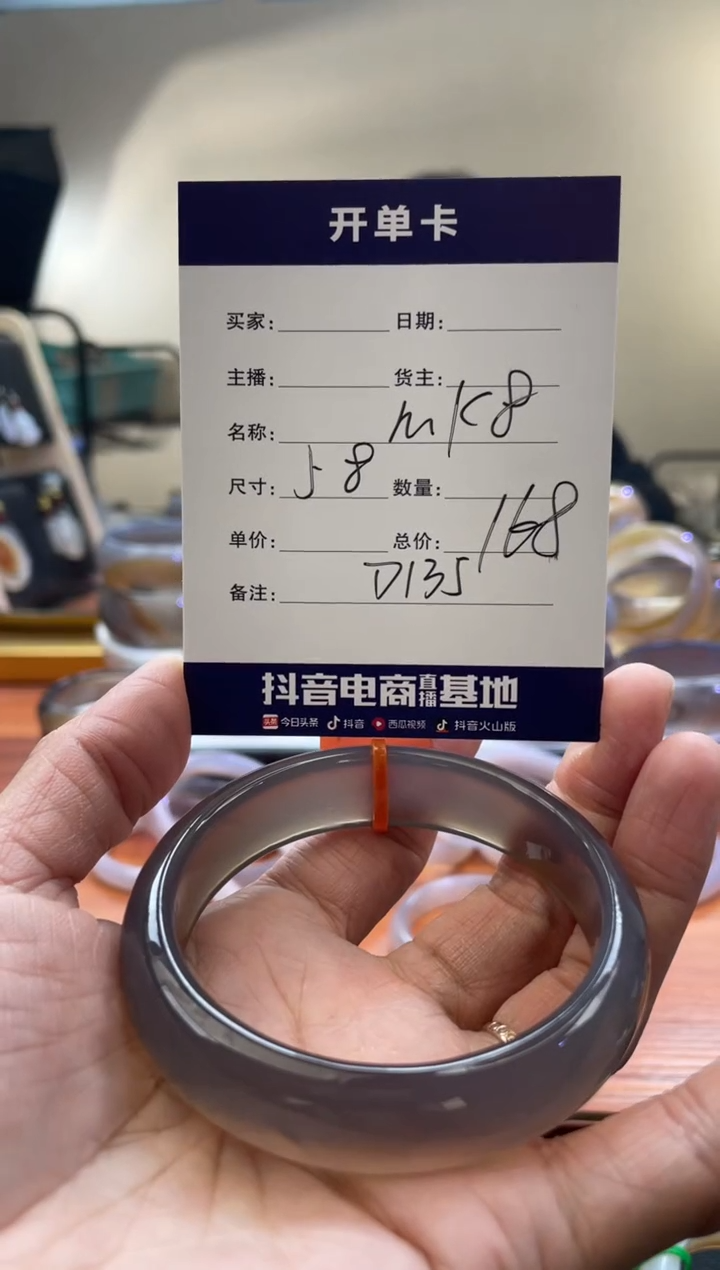 开单卡
买家: 日期:
主播: 货主:
名称: mK8
尺寸: 58 数量:
单价: 总价: 168
备注: D135
抖音电商直播基地
头条 今日头条 抖音 西瓜视频 抖音火山版